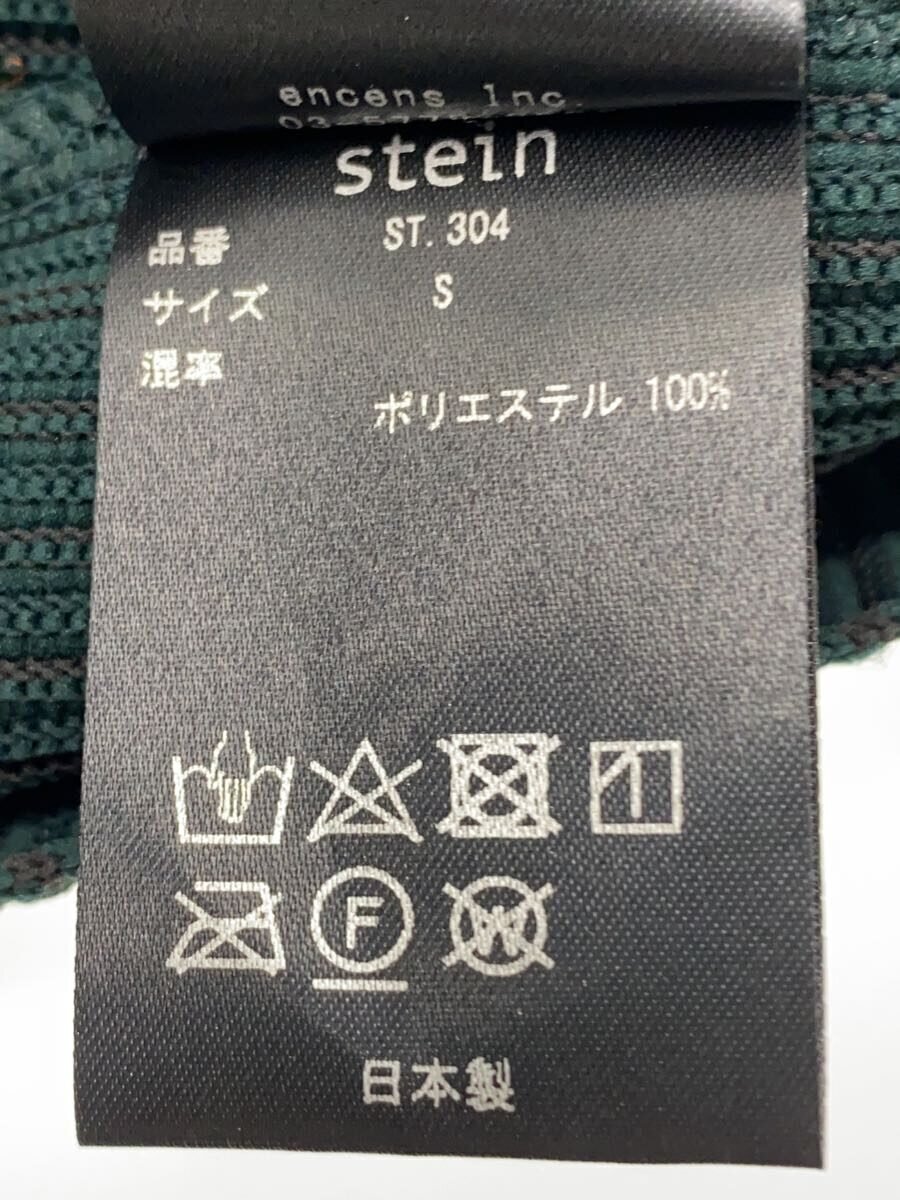 encens Inc.
stein
品番 ST.304
サイズ S
混率
ポリエステル 100%
F
W
日本製